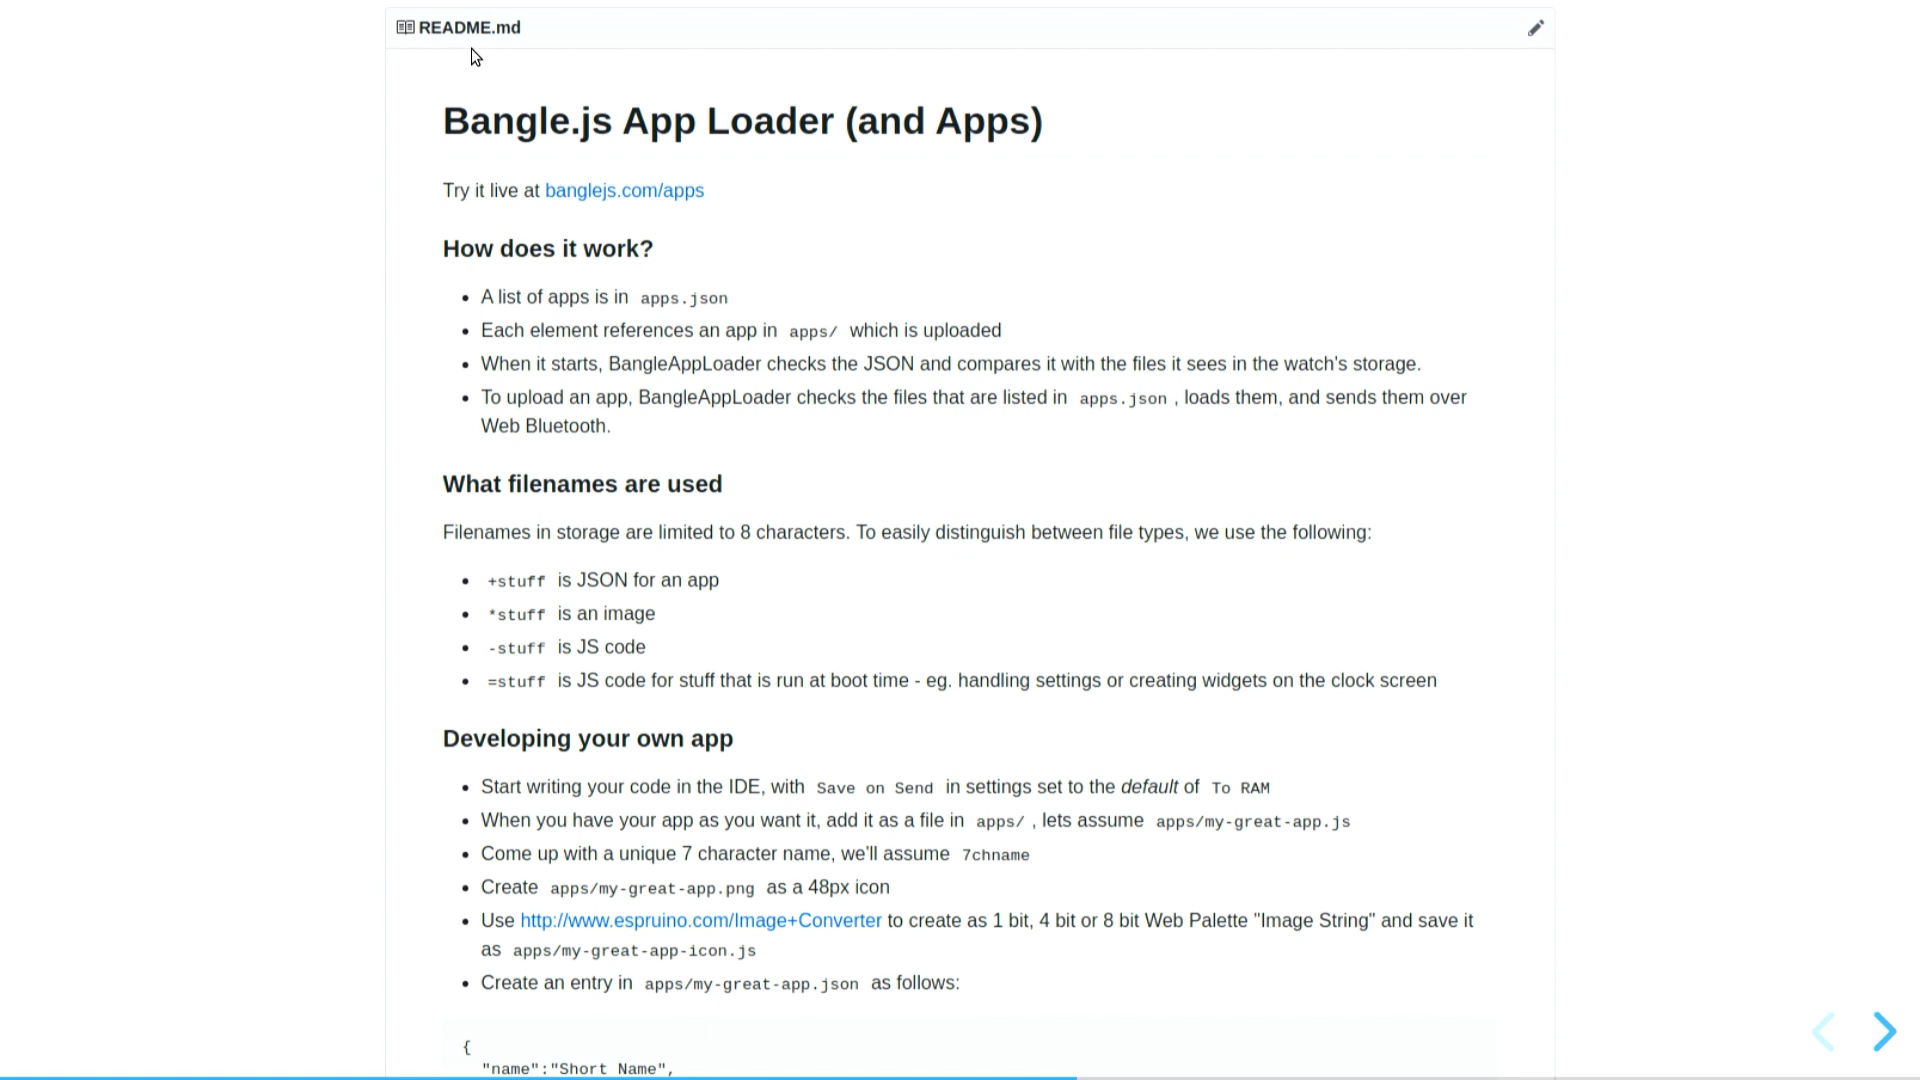 README.md
Bangle.js App Loader (and Apps)
Try it live at banglejs.com/apps
How does it work?
• A list of apps is in apps.json
• Each element references an app in apps/ which is uploaded
• When it starts, BangleAppLoader checks the JSON and compares it with the files it sees in the watch's storage.
• To upload an app, BangleAppLoader checks the files that are listed in apps.json , loads them, and sends them over
Web Bluetooth.
What filenames are used
Filenames in storage are limited to 8 characters. To easily distinguish between file types, we use the following:
• +stuff is JSON for an app
• *stuff is an image
• -stuff is JS code
• =stuff is JS code for stuff that is run at boot time - eg. handling settings or creating widgets on the clock screen
Developing your own app
• Start writing your code in the IDE, with Save on Send in settings set to the default of To RAM
• When you have your app as you want it, add it as a file in apps/ , lets assume apps/my-great-app.js
• Come up with a unique 7 character name, we'll assume 7chname
• Create apps/my-great-app.png as a 48px icon
• Use http://www.espruino.com/Image+Converter to create as 1 bit, 4 bit or 8 bit Web Palette "Image String" and save it
as apps/my-great-app-icon.js
• Create an entry in apps/my-great-app.json as follows:
{
"name":"Short Name",